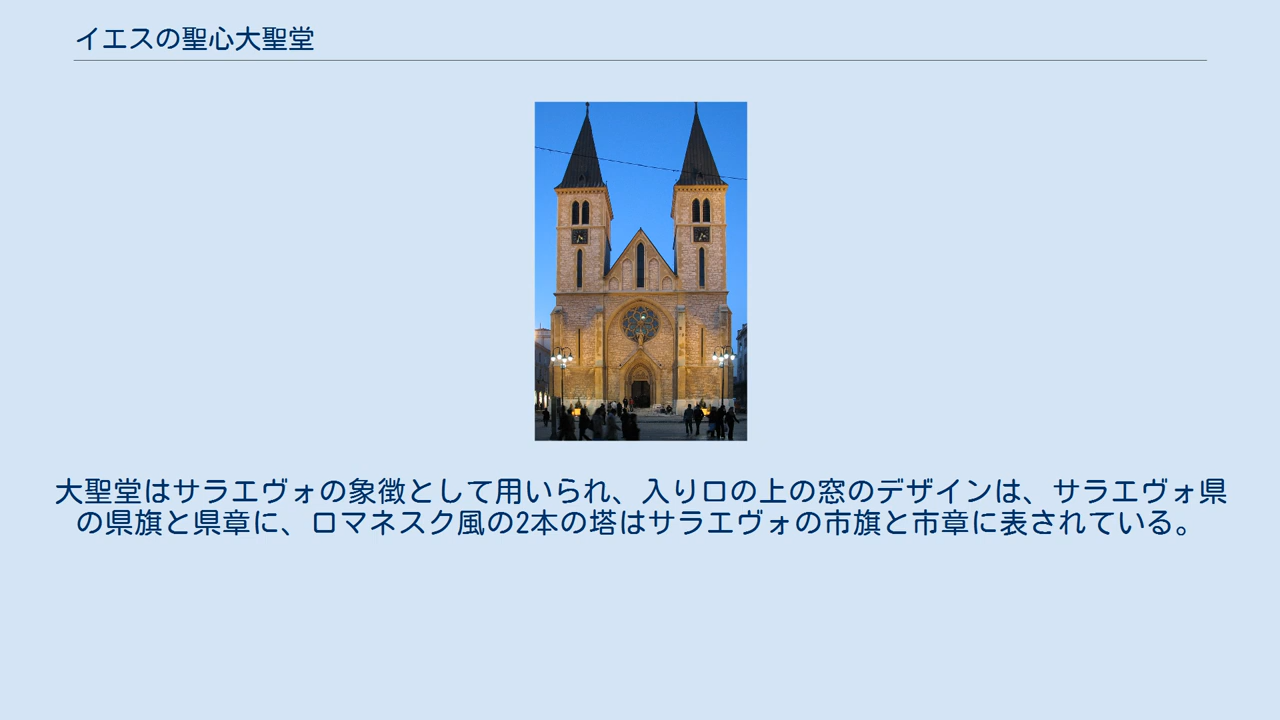 イエスの聖心大聖堂
大聖堂はサラエヴォの象徴として用いられ、入り口の上の窓のデザインは、サラエヴォ県
の県旗と県章に、ロマネスク風の2本の塔はサラエヴォの市旗と市章に表されている。